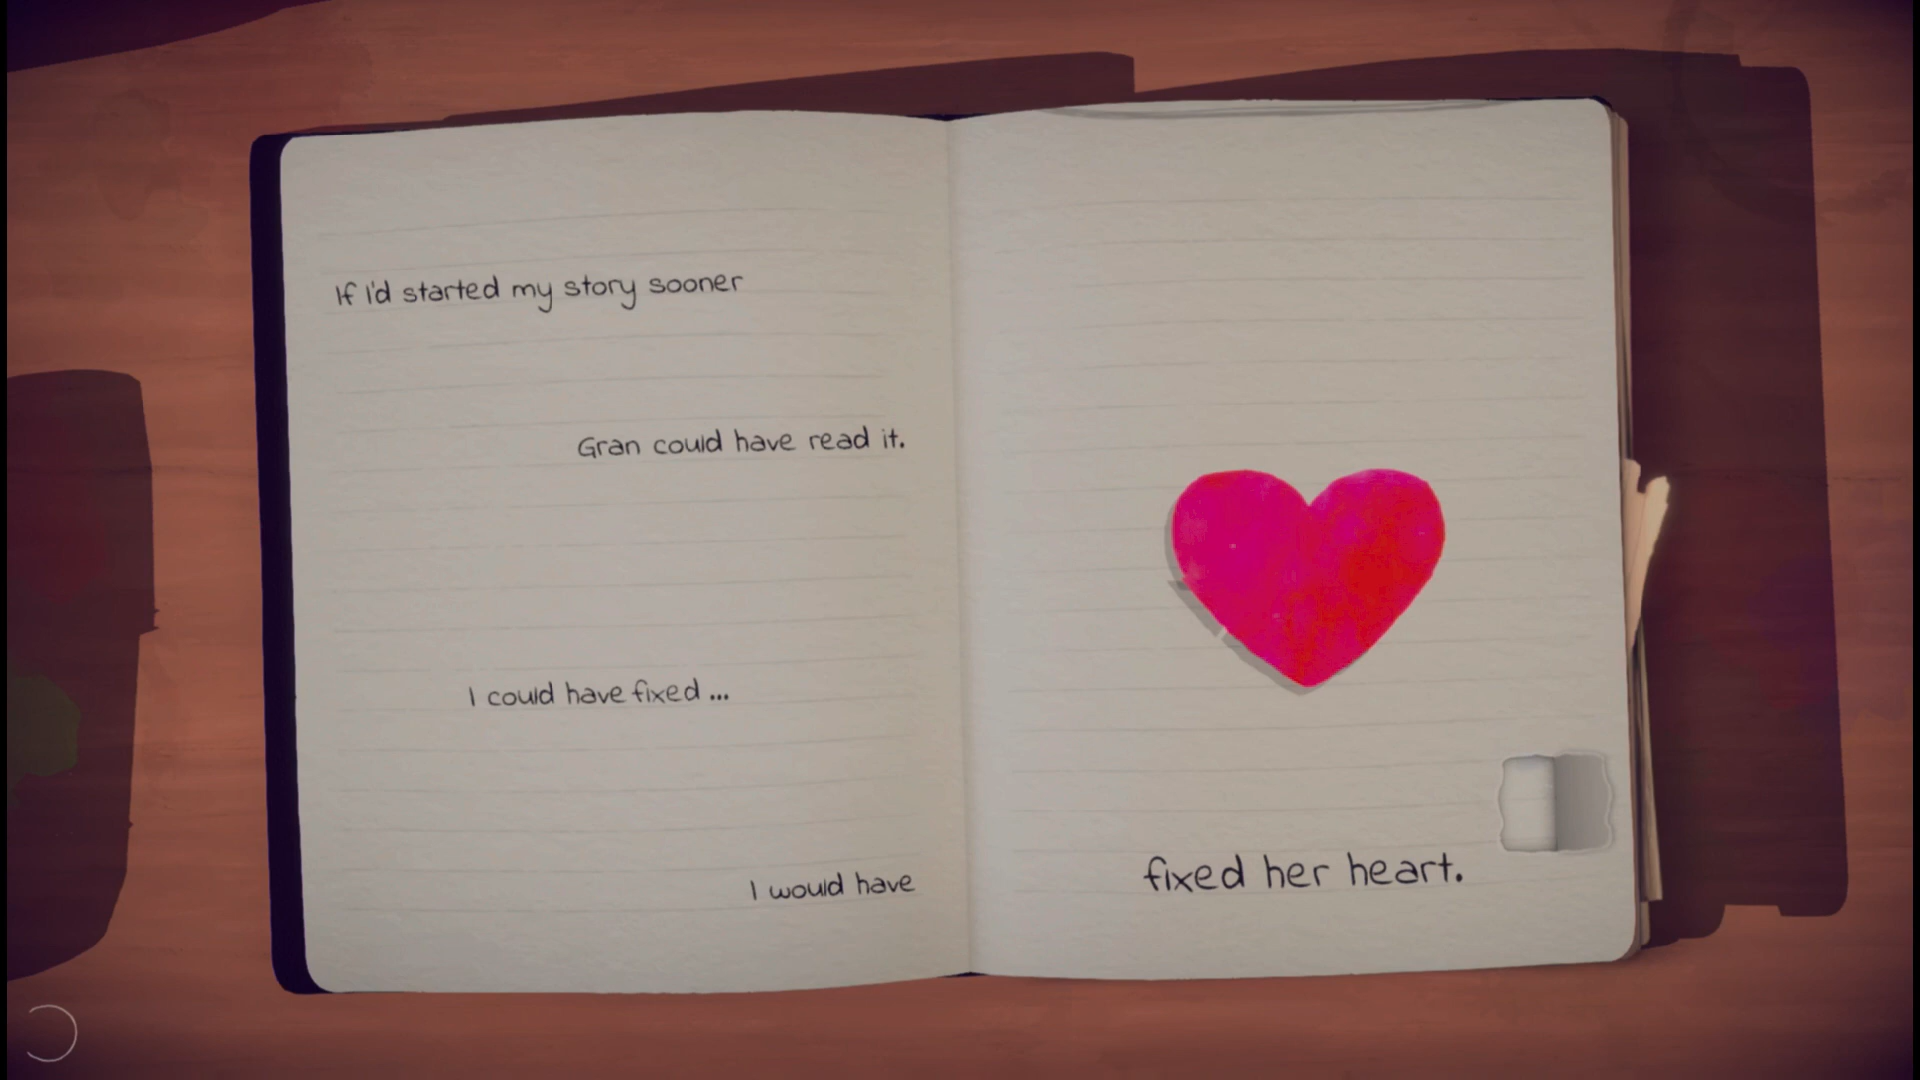 If I'd started my story sooner
Gran could have read it.
I could have fixed ...
I would have
fixed her heart.